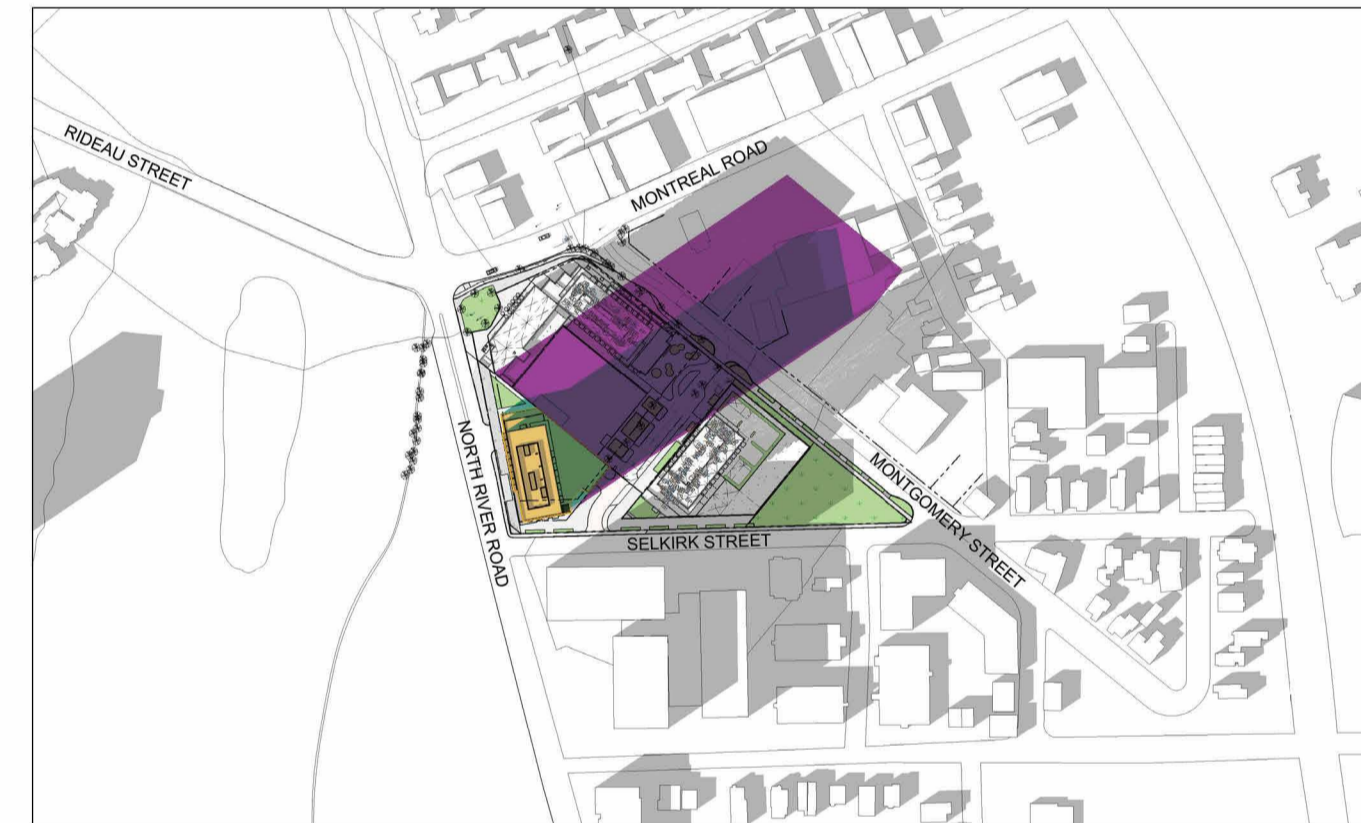 RIDEAU STREET
MONTREAL ROAD
NORTH RIVER ROAD
MONTGOMERY STREET
SELKIRK STREET